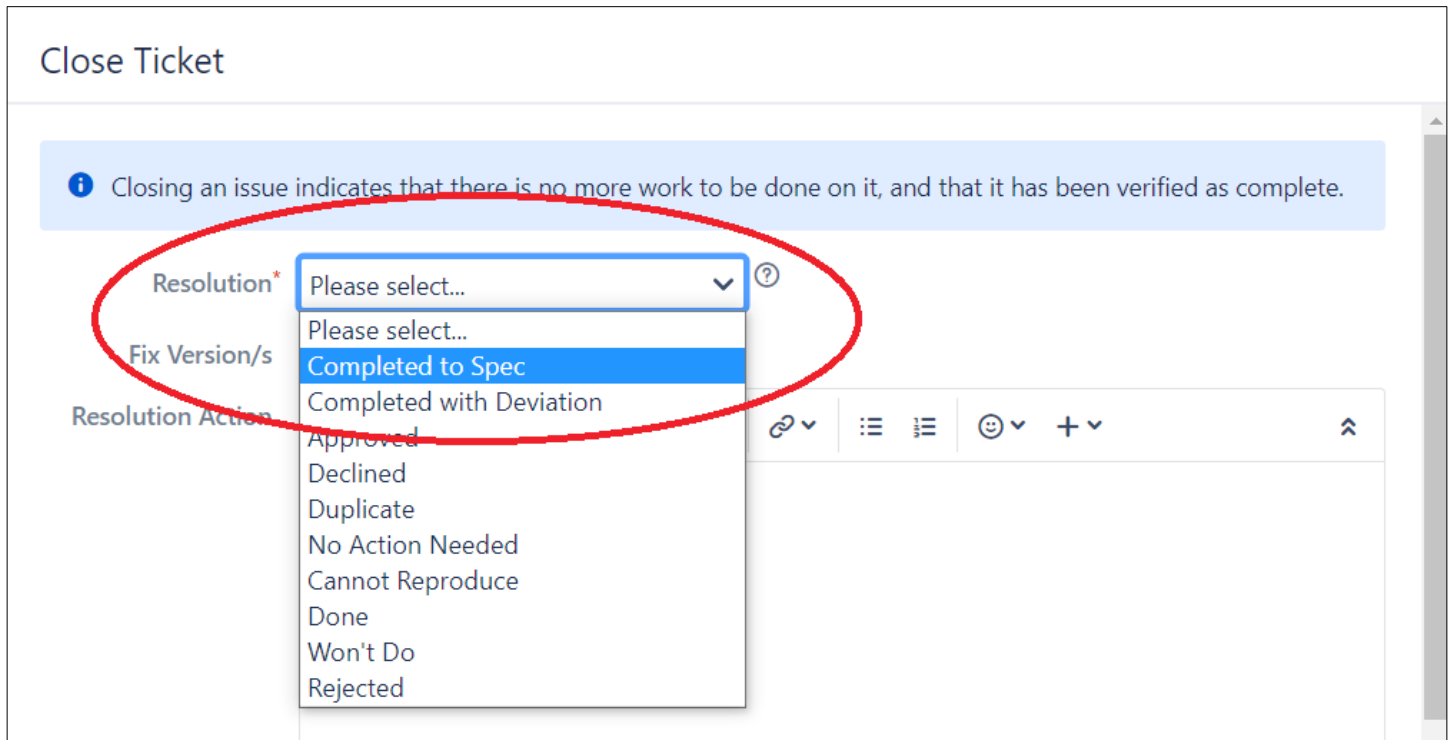 Close Ticket
Closing an issue indicates that there is no more work to be done on it, and that it has been verified as complete.
Resolution*
Please select...
Please select...
Fix Version/s
Completed to Spec
Completed with Deviation
Resolution Action
Approved
Declined
Duplicate
No Action Needed
Cannot Reproduce
Done
Won't Do
Rejected